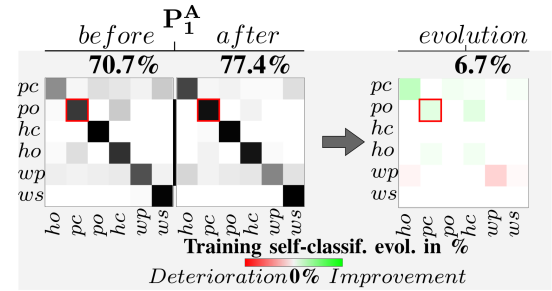 P₁ᴬ
before after evolution
70.7% 77.4% 6.7%
pc pc
po po
hc hc
ho ho
wp wp
ws ws
ho pc po hc wp ws ho pc po hc wp ws ho pc po hc wp ws
Training self-classif. evol. in %
Deterioration 0% Improvement